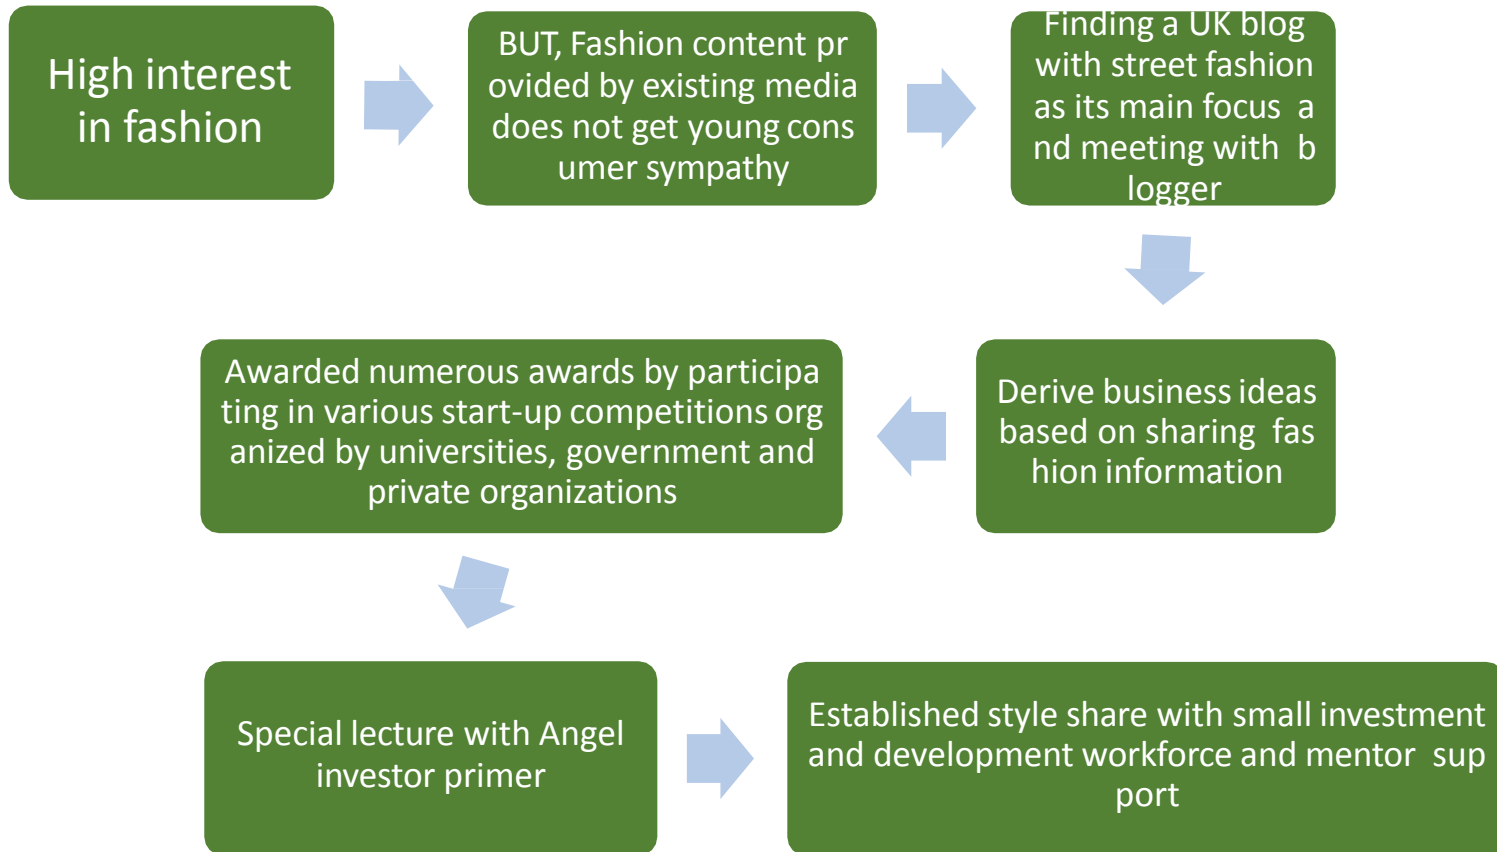 High interest
in fashion
BUT, Fashion content pr
ovided by existing media
does not get young cons
umer sympathy
Finding a UK blog
with street fashion
as its main focus a
nd meeting with b
logger
Derive business ideas
based on sharing fas
hion information
Awarded numerous awards by participa
ting in various start-up competitions org
anized by universities, government and
private organizations
Special lecture with Angel
investor primer
Established style share with small investment
and development workforce and mentor sup
port